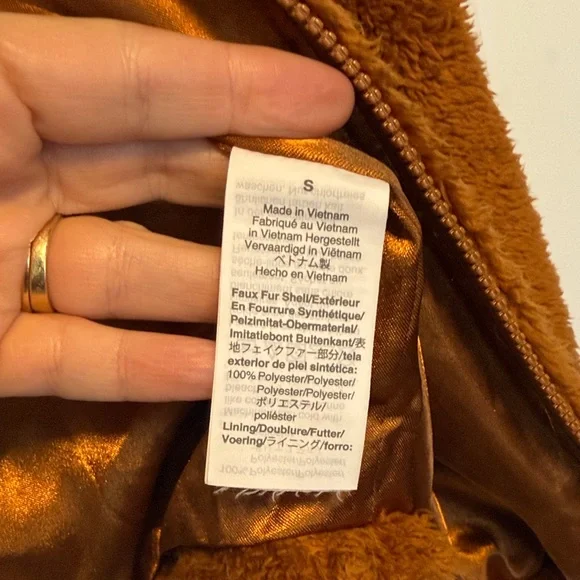 S
Made in Vietnam
Fabriqué au Vietnam
in Vietnam Hergestellt
Vervaardigd in Viëtnam
ベトナム製
Hecho en Vietnam
Faux Fur Shell/Extérieur
En Fourrure Synthétique/
Pelzimitat-Obermaterial/
Imitatiebont Buitenkant/表
地フェイクファー部分/tela
exterior de piel sintética:
100% Polyester/Polyester/
Polyester/Polyester/
ポリエステル/
poliéster
Lining/Doublure/Futter/
Voering/ライニング/forro: